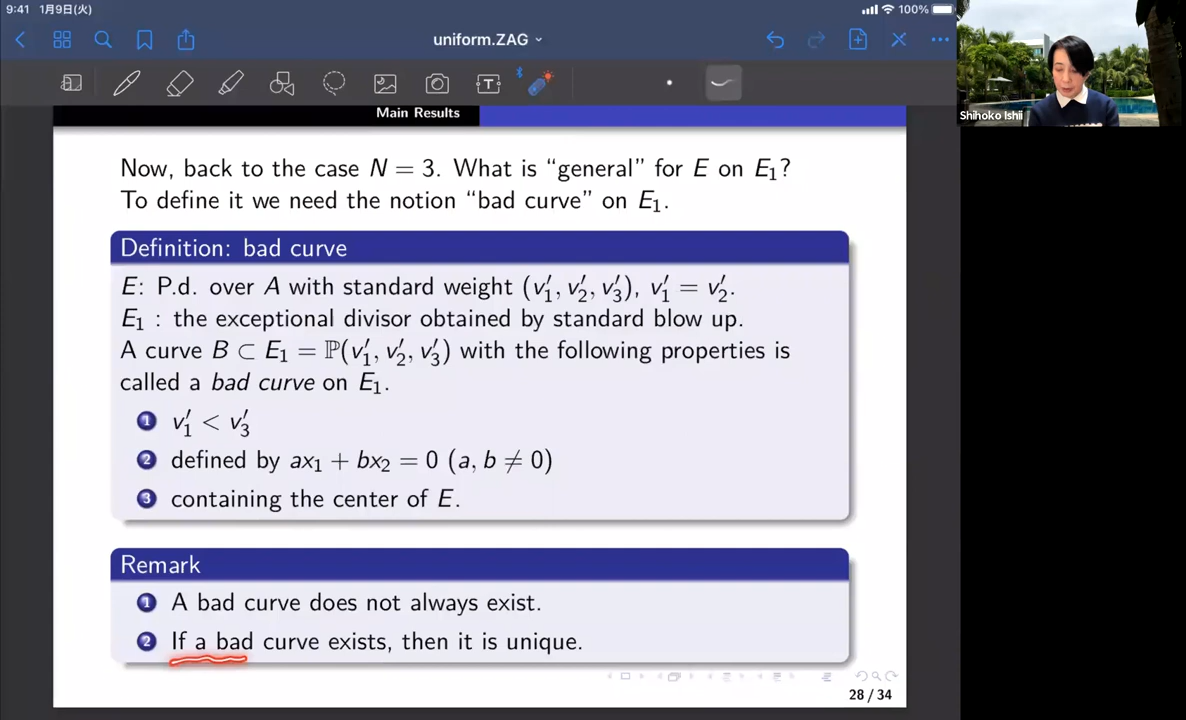 9:41 1月9日(火)
100%
uniform.ZAG
Shihoko Ishii
Main Results
Now, back to the case N = 3. What is “general” for E on E₁?
To define it we need the notion “bad curve” on E₁.
Definition: bad curve
E: P.d. over A with standard weight (v′₁, v′₂, v′₃), v′₁ = v′₂.
E₁ : the exceptional divisor obtained by standard blow up.
A curve B ⊂ E₁ = ℙ(v′₁, v′₂, v′₃) with the following properties is
called a bad curve on E₁.
1 v′₁ < v′₃
2 defined by ax₁ + bx₂ = 0 (a, b ≠ 0)
3 containing the center of E.
Remark
1 A bad curve does not always exist.
2 If a bad curve exists, then it is unique.
28 / 34